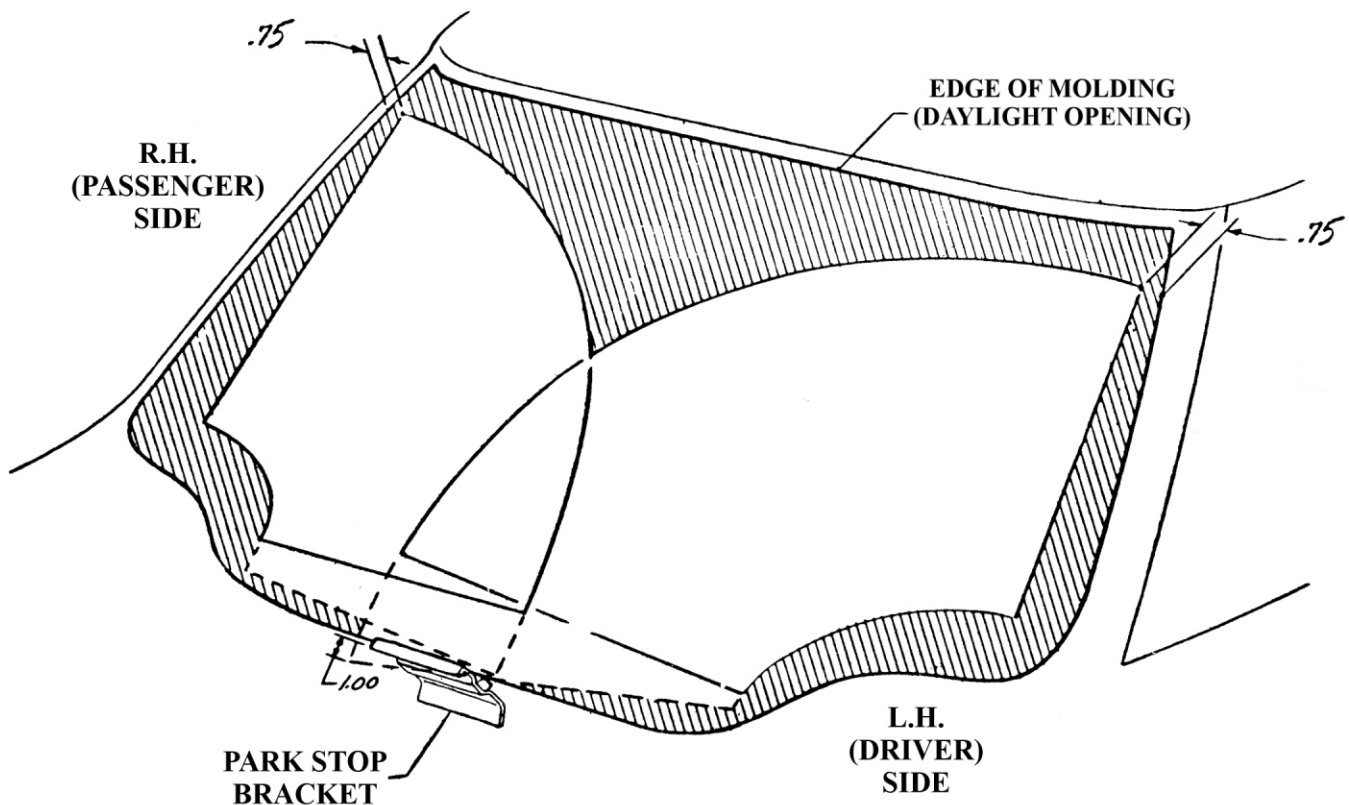 .75
EDGE OF MOLDING
(DAYLIGHT OPENING)
R.H.
(PASSENGER)
SIDE
.75
1.00
L.H.
(DRIVER)
SIDE
PARK STOP
BRACKET